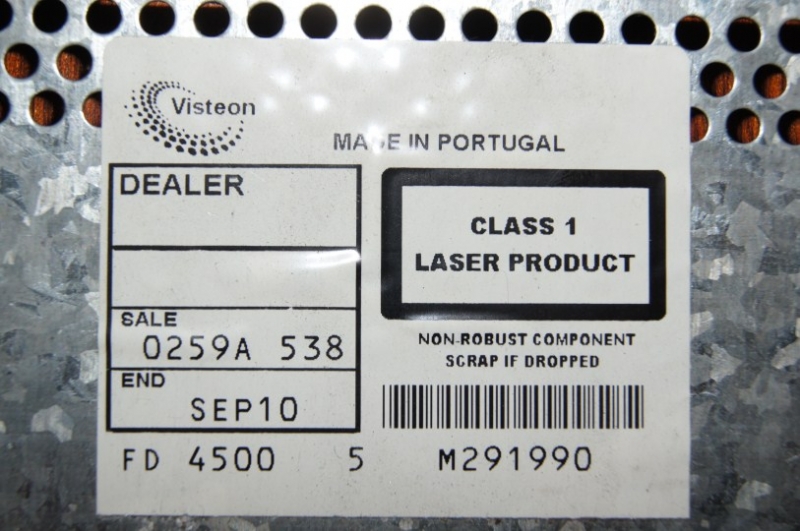 Visteon
MADE IN PORTUGAL
DEALER
CLASS 1
LASER PRODUCT
SALE
0259A 538
NON-ROBUST COMPONENT
SCRAP IF DROPPED
END
SEP10
FD 4500 5 M291990